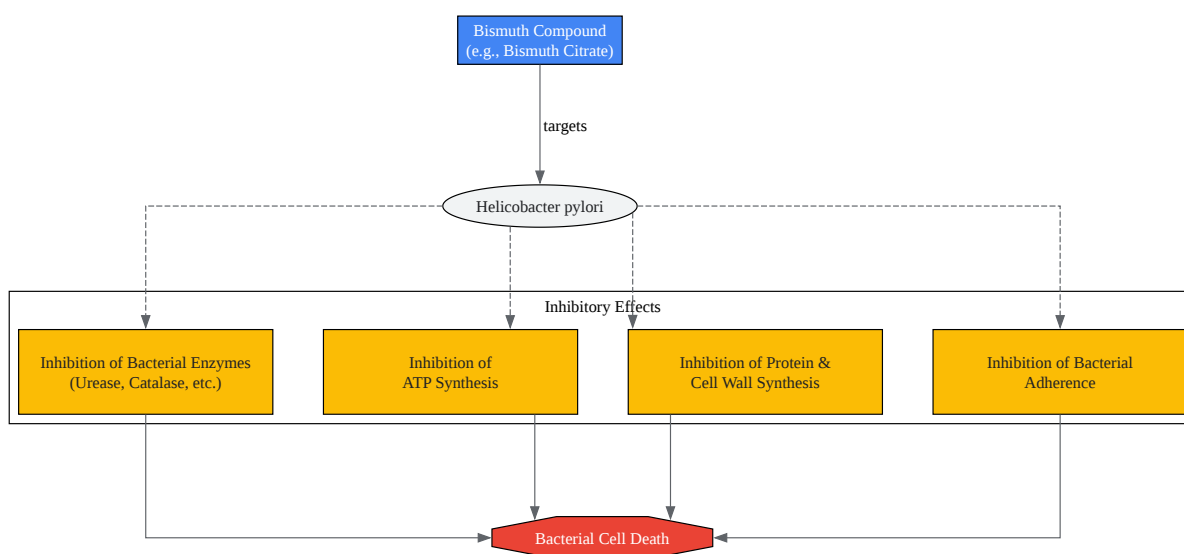 Bismuth Compound
(e.g., Bismuth Citrate)
targets
Helicobacter pylori
Inhibitory Effects
Inhibition of Bacterial Enzymes
(Urease, Catalase, etc.)
Inhibition of
ATP Synthesis
Inhibition of Protein &
Cell Wall Synthesis
Inhibition of Bacterial
Adherence
Bacterial Cell Death